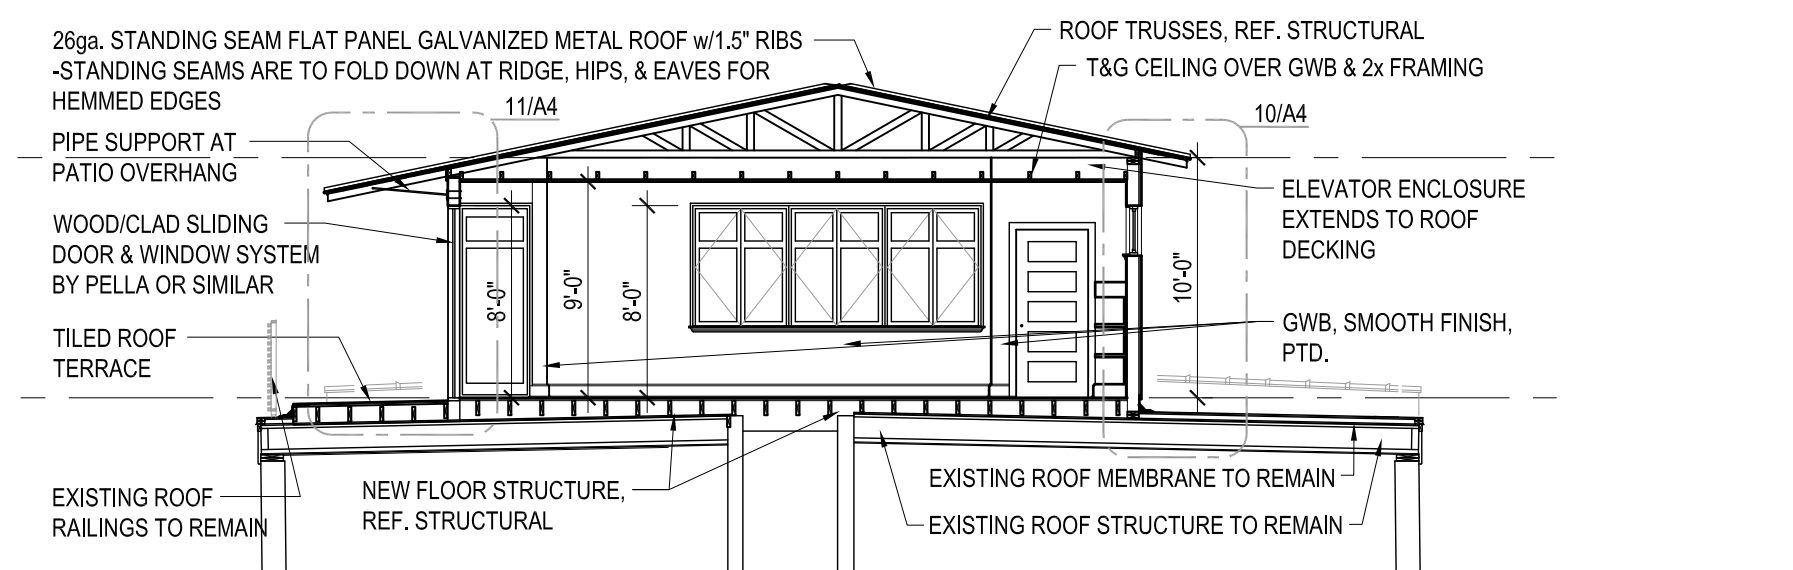 26ga. STANDING SEAM FLAT PANEL GALVANIZED METAL ROOF w/1.5" RIBS
-STANDING SEAMS ARE TO FOLD DOWN AT RIDGE, HIPS, & EAVES FOR
HEMMED EDGES
11/A4
PIPE SUPPORT AT
PATIO OVERHANG
WOOD/CLAD SLIDING
DOOR & WINDOW SYSTEM
BY PELLA OR SIMILAR
TILED ROOF
TERRACE
EXISTING ROOF
RAILINGS TO REMAIN
8'-0"
9'-0"
8'-0"
NEW FLOOR STRUCTURE,
REF. STRUCTURAL
ROOF TRUSSES, REF. STRUCTURAL
T&G CEILING OVER GWB & 2x FRAMING
10/A4
ELEVATOR ENCLOSURE
EXTENDS TO ROOF
DECKING
10'-0"
GWB, SMOOTH FINISH,
PTD.
EXISTING ROOF MEMBRANE TO REMAIN
EXISTING ROOF STRUCTURE TO REMAIN